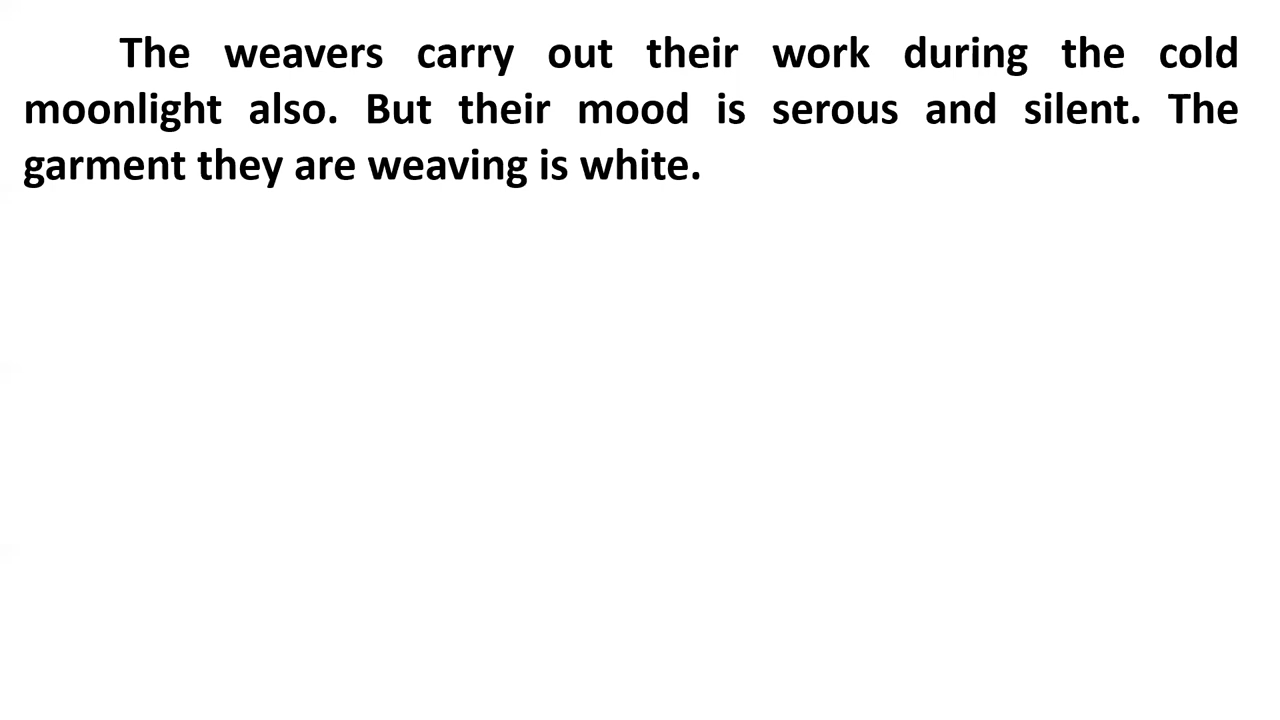 The weavers carry out their work during the cold
moonlight also. But their mood is serous and silent. The
garment they are weaving is white.